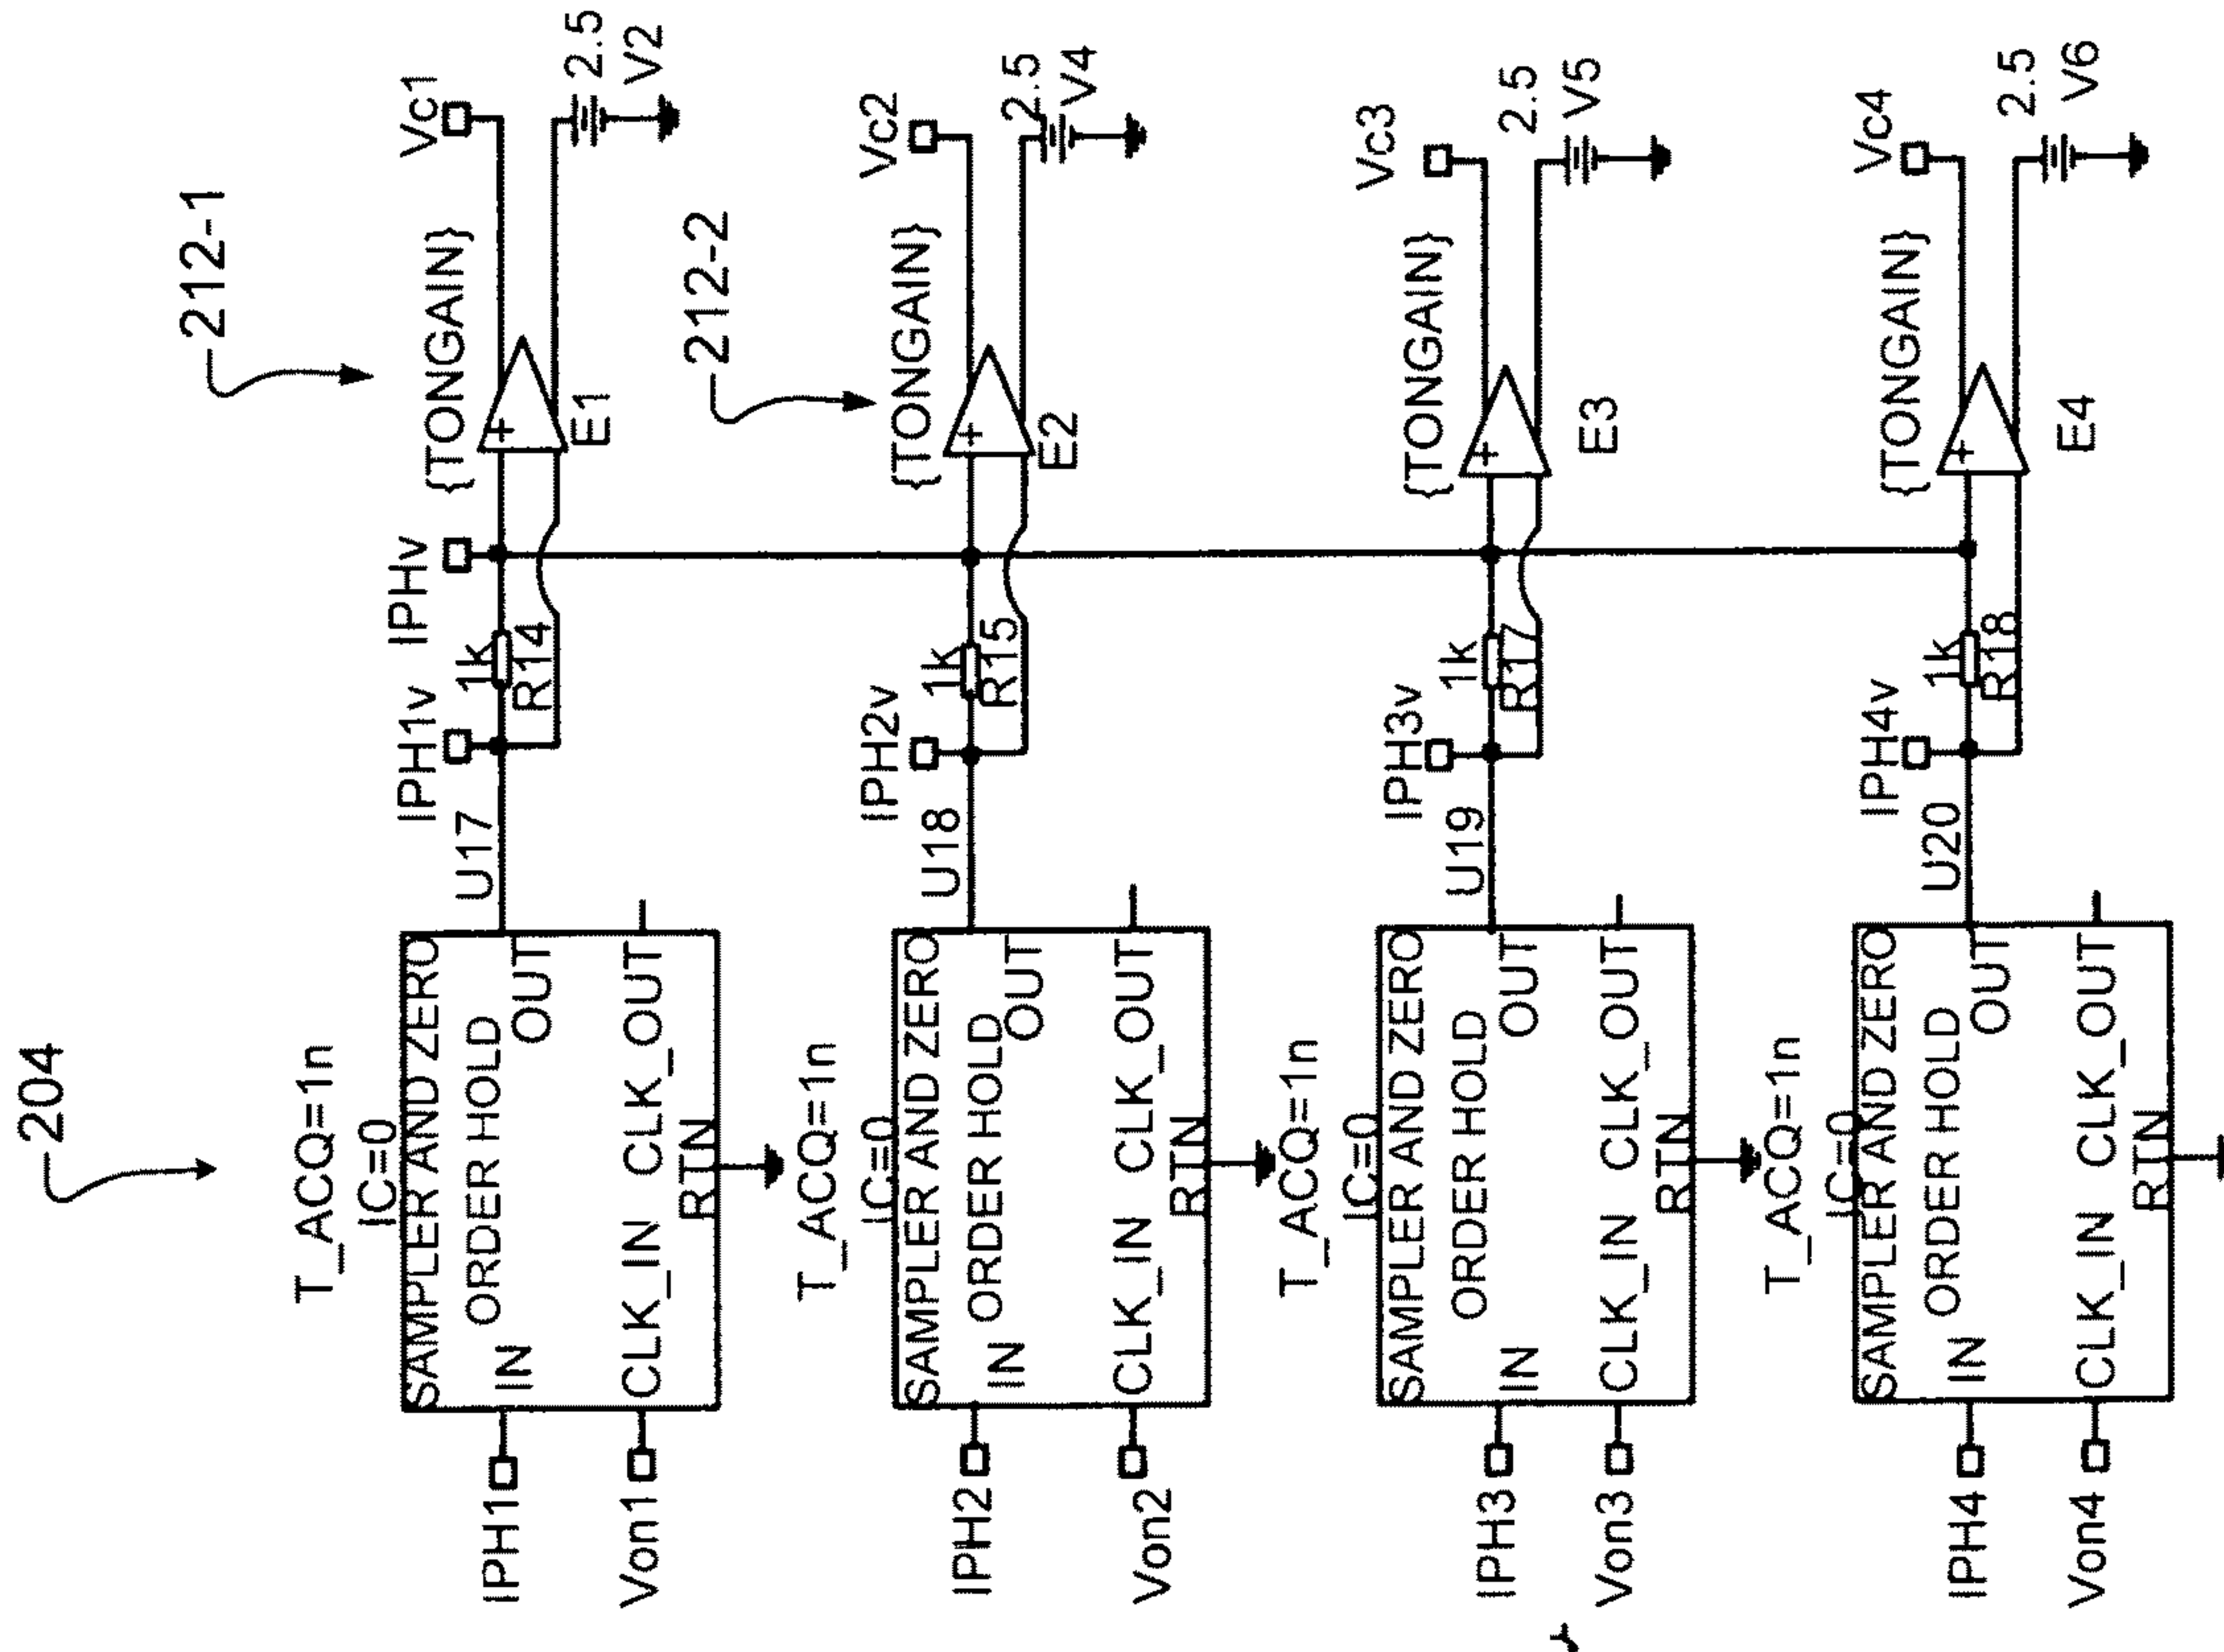 204
212-1
212-2
T_ACQ=1n
IC=0
SAMPLER AND ZERO
ORDER HOLD
IN
OUT
CLK_IN
CLK_OUT
RTN
IPH1
Von1
U17
IPH1v
1k
R14
IPHv
{TONGAIN}
E1
Vc1
2.5
V2
T_ACQ=1n
IC=0
SAMPLER AND ZERO
ORDER HOLD
IN
OUT
CLK_IN
CLK_OUT
RTN
IPH2
Von2
U18
IPH2v
1k
R15
{TONGAIN}
E2
Vc2
2.5
V4
T_ACQ=1n
IC=0
SAMPLER AND ZERO
ORDER HOLD
IN
OUT
CLK_IN
CLK_OUT
RTN
IPH3
Von3
U19
IPH3v
1k
R17
{TONGAIN}
E3
Vc3
2.5
V5
T_ACQ=1n
IC=0
SAMPLER AND ZERO
ORDER HOLD
IN
OUT
CLK_IN
CLK_OUT
RTN
IPH4
Von4
U20
IPH4v
1k
R18
{TONGAIN}
E4
Vc4
2.5
V6